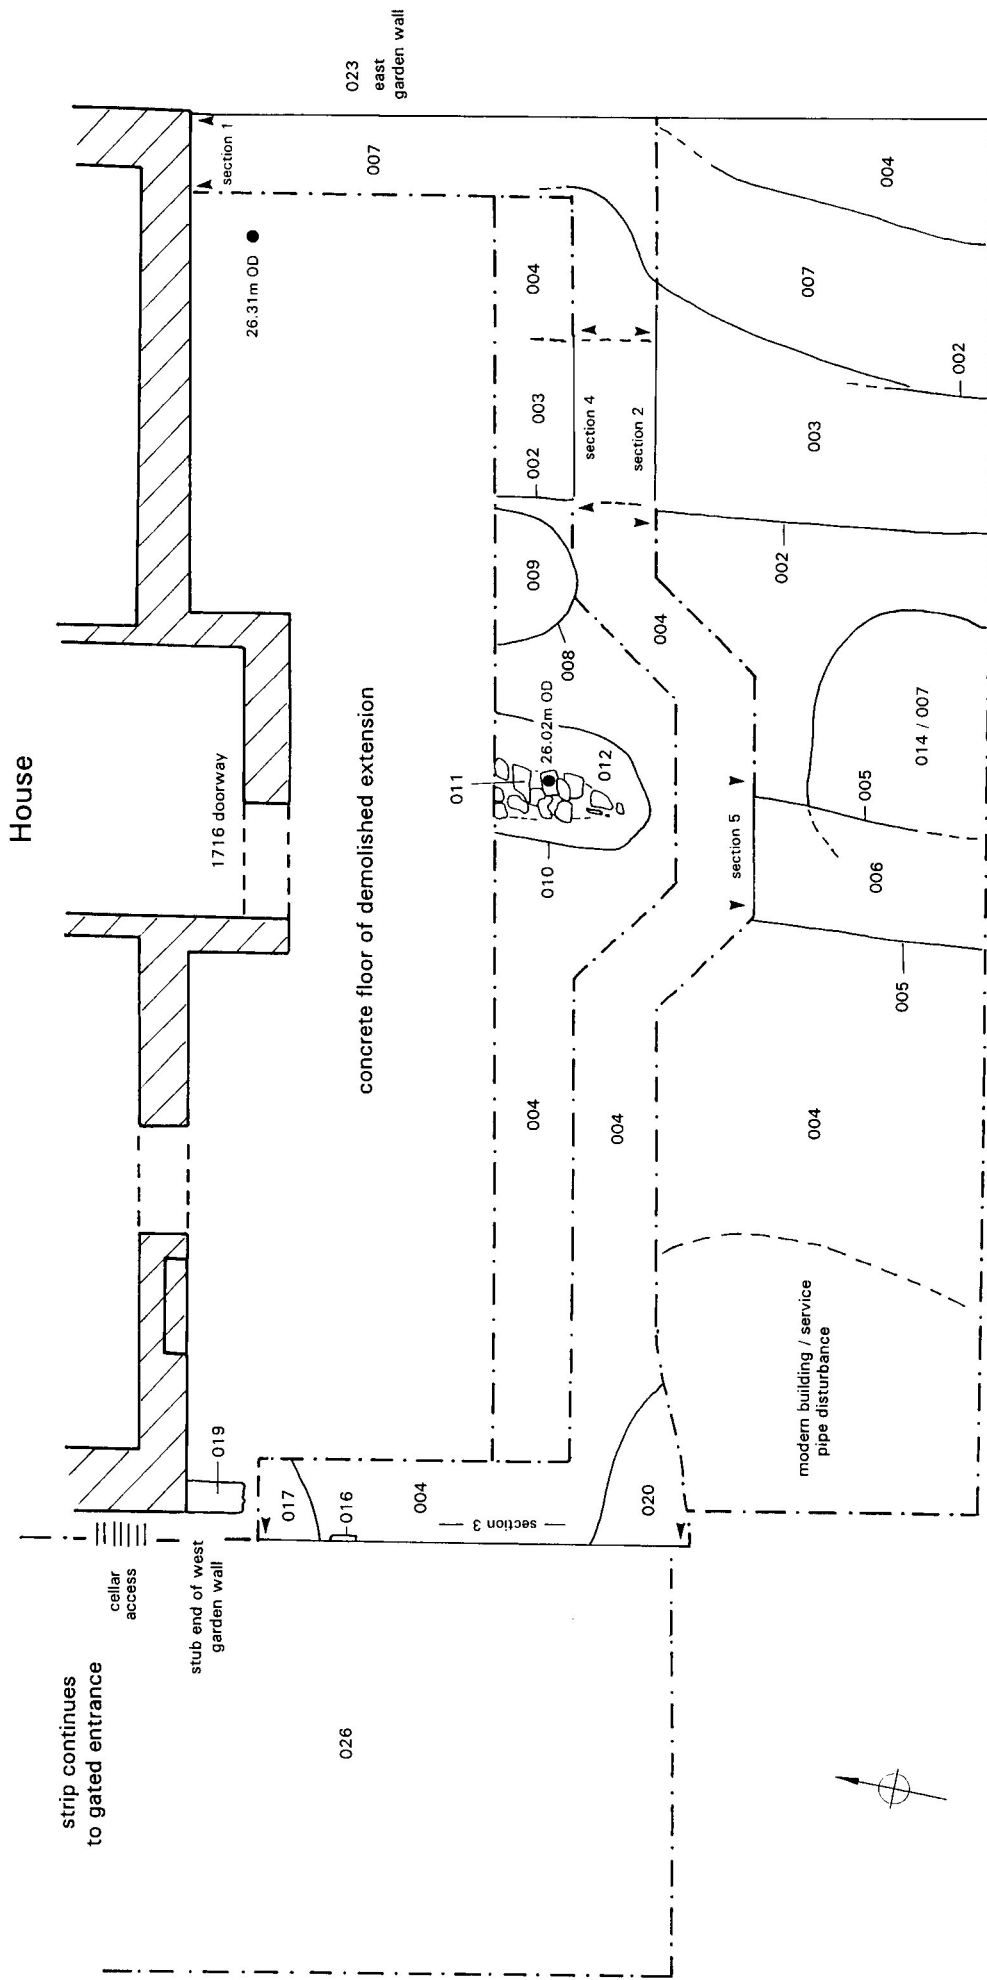 House
023
east
garden wall
section 1
007
26.31m OD
1716 doorway
concrete floor of demolished extension
cellar
access
stub end of west
garden wall
019
strip continues
to gated entrance
026
017
016
004
section 3
020
004
003
002
009
008
011
26.02m OD
012
010
004
section 4
section 2
004
004
section 5
004
007
002
003
002
014 / 007
005
006
005
004
modern building / service
pipe disturbance